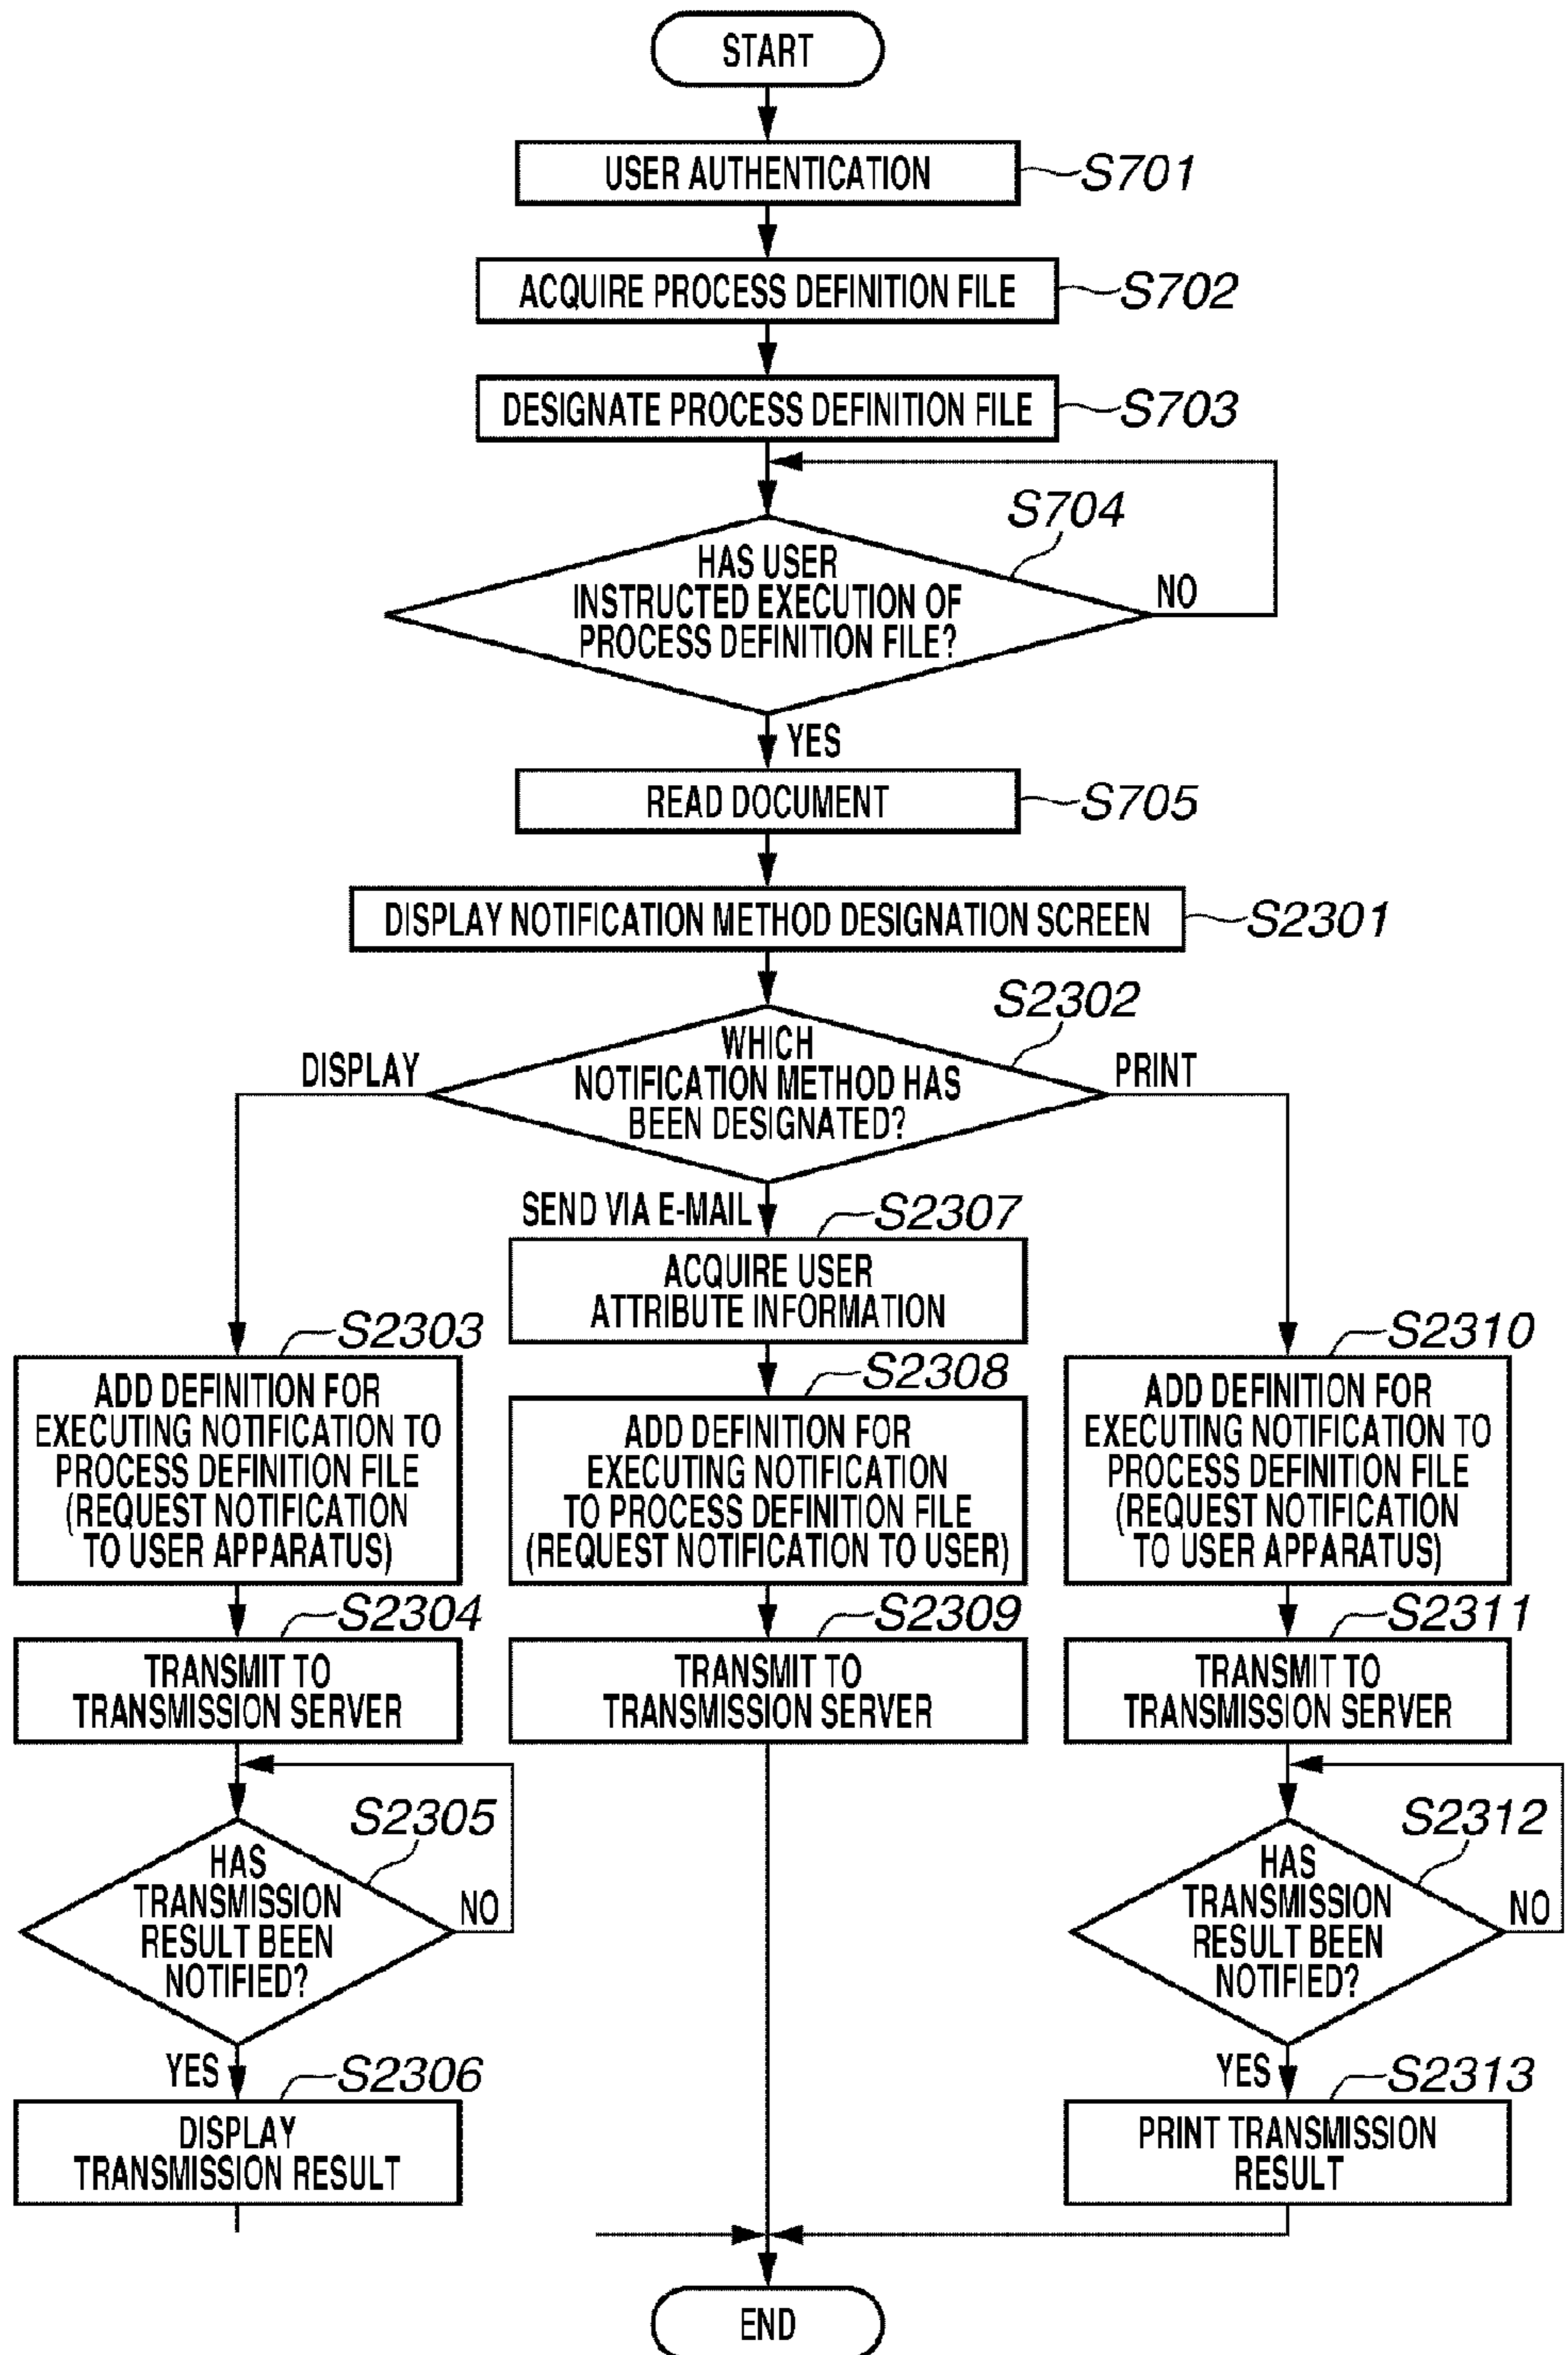 START
USER AUTHENTICATION
S701
ACQUIRE PROCESS DEFINITION FILE
S702
DESIGNATE PROCESS DEFINITION FILE
S703
S704
HAS USER
INSTRUCTED EXECUTION OF
PROCESS DEFINITION FILE?
NO
YES
READ DOCUMENT
S705
DISPLAY NOTIFICATION METHOD DESIGNATION SCREEN
S2301
S2302
WHICH
NOTIFICATION METHOD HAS
BEEN DESIGNATED?
DISPLAY
PRINT
SEND VIA E-MAIL
S2303
ADD DEFINITION FOR
EXECUTING NOTIFICATION TO
PROCESS DEFINITION FILE
(REQUEST NOTIFICATION
TO USER APPARATUS)
S2304
TRANSMIT TO
TRANSMISSION SERVER
S2305
HAS
TRANSMISSION
RESULT BEEN
NOTIFIED?
NO
YES
S2306
DISPLAY
TRANSMISSION RESULT
S2307
ACQUIRE USER
ATTRIBUTE INFORMATION
S2308
ADD DEFINITION FOR
EXECUTING NOTIFICATION
TO PROCESS DEFINITION FILE
(REQUEST NOTIFICATION TO USER)
S2309
TRANSMIT TO
TRANSMISSION SERVER
S2310
ADD DEFINITION FOR
EXECUTING NOTIFICATION TO
PROCESS DEFINITION FILE
(REQUEST NOTIFICATION
TO USER APPARATUS)
S2311
TRANSMIT TO
TRANSMISSION SERVER
S2312
HAS
TRANSMISSION
RESULT BEEN
NOTIFIED?
NO
YES
S2313
PRINT TRANSMISSION
RESULT
END